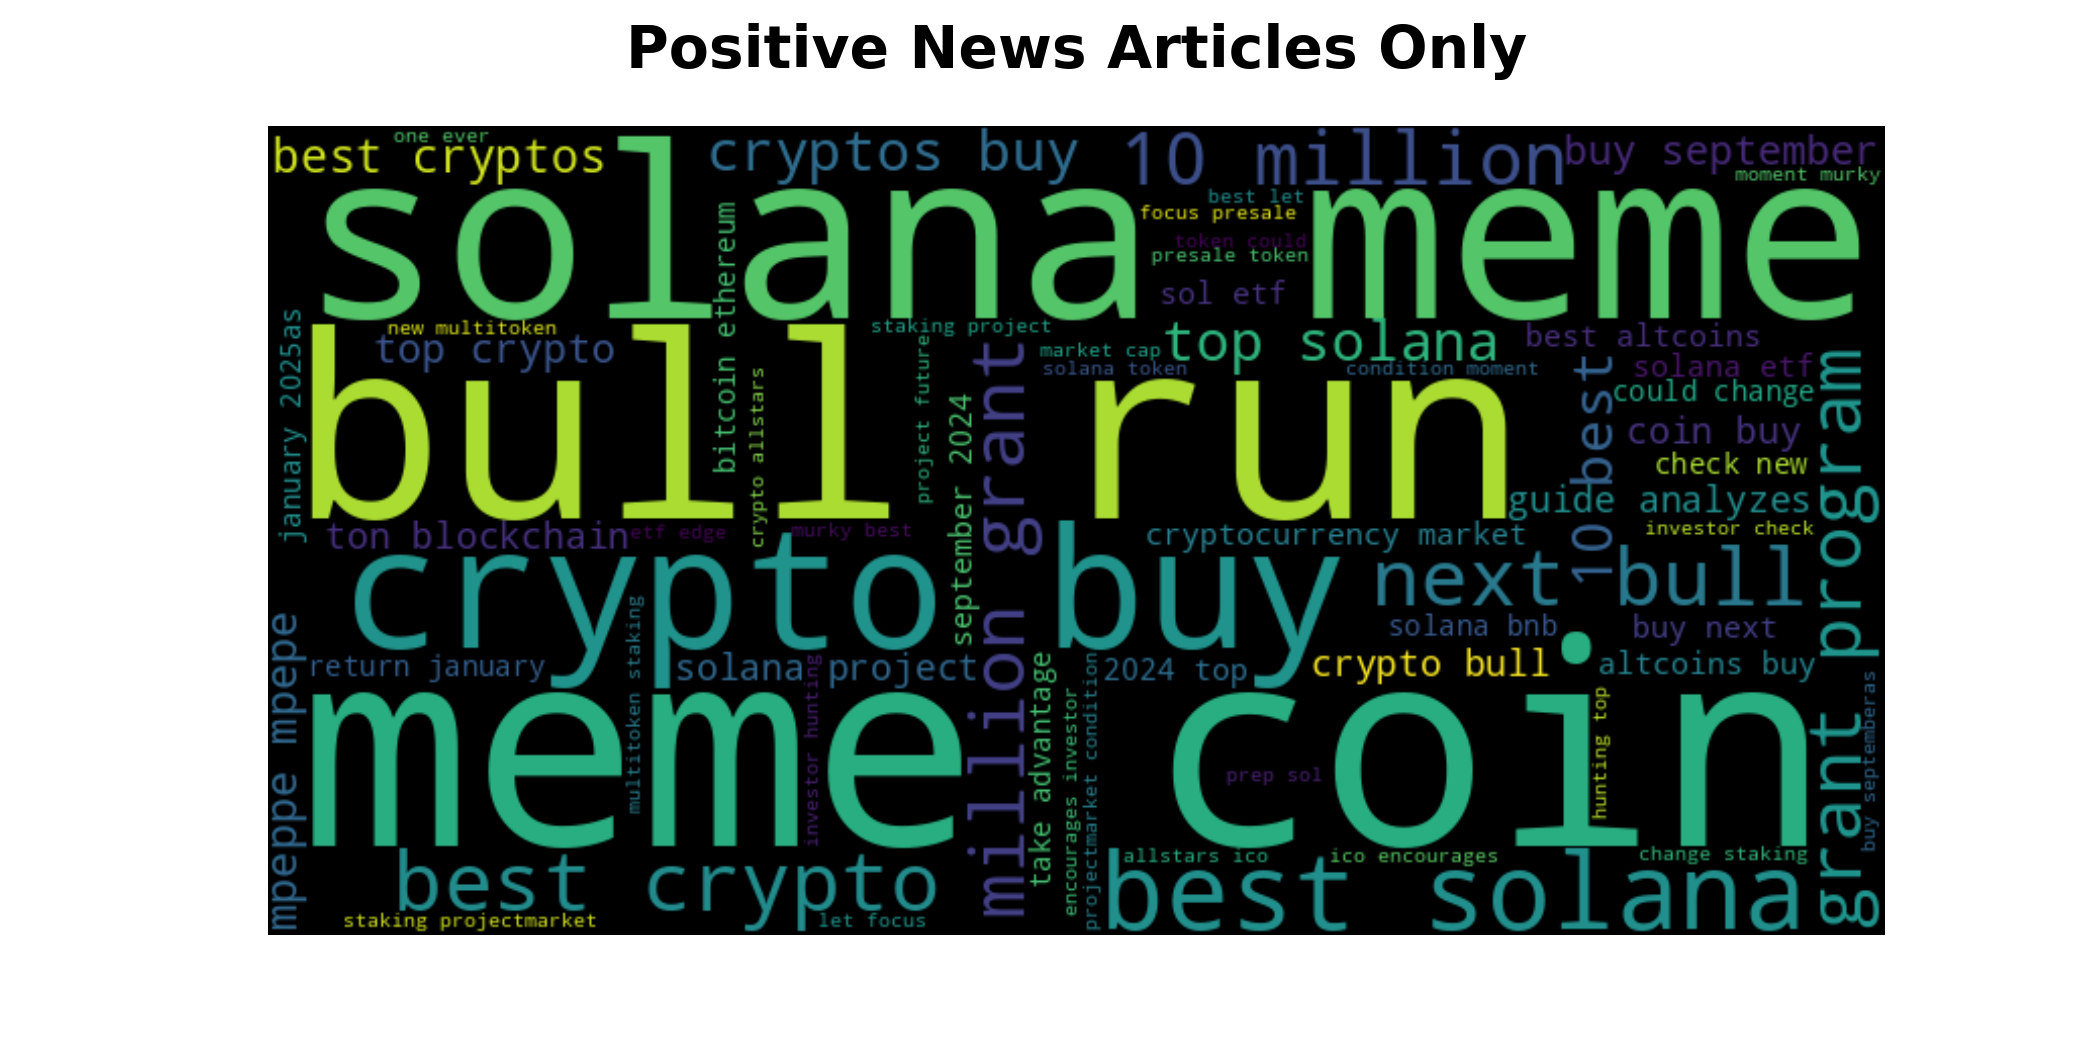 Positive News Articles Only
one ever
best cryptos
cryptos buy
10 million
buy september
moment murky
solana meme
best let
focus presale
token could
presale token
sol etf
bitcoin ethereum
january 2025as
new multitoken
top crypto
staking project
market cap
top solana
best altcoins
solana token
condition moment
solana etf
could change
bull run
crypto allstars
project future
september 2024
million grant
10 best
coin buy
check new
guide analyzes
grant program
ton blockchain
etf edge
murky best
cryptocurrency market
investor check
crypto buy
next bull
solana bnb
buy next
mpeppe mpepe
return january
multitoken staking
solana project
investor hunting
take advantage
encourages investor
projectmarket condition
2024 top
crypto bull
altcoins buy
meme coin
prep sol
hunting top
buy septemberas
best crypto
allstars ico
ico encourages
change staking
best solana
staking projectmarket
let focus